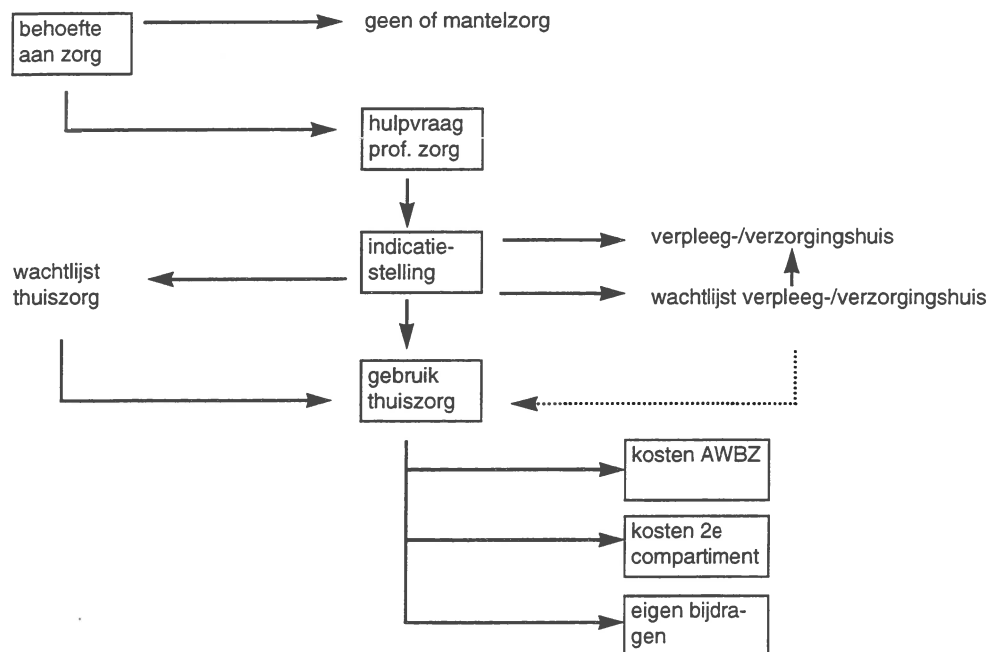 behoefte
aan zorg
geen of mantelzorg
hulpvraag
prof. zorg
indicatie-
stelling
verpleeg-/verzorgingshuis
wachtlijst
thuiszorg
wachtlijst verpleeg-/verzorgingshuis
gebruik
thuiszorg
kosten AWBZ
kosten 2e
compartiment
eigen bijdra-
gen